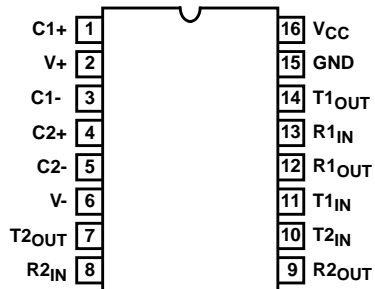 C1+ 1 16 VCC
V+ 2 15 GND
C1- 3 14 T1OUT
C2+ 4 13 R1IN
C2- 5 12 R1OUT
V- 6 11 T1IN
T2OUT 7 10 T2IN
R2IN 8 9 R2OUT